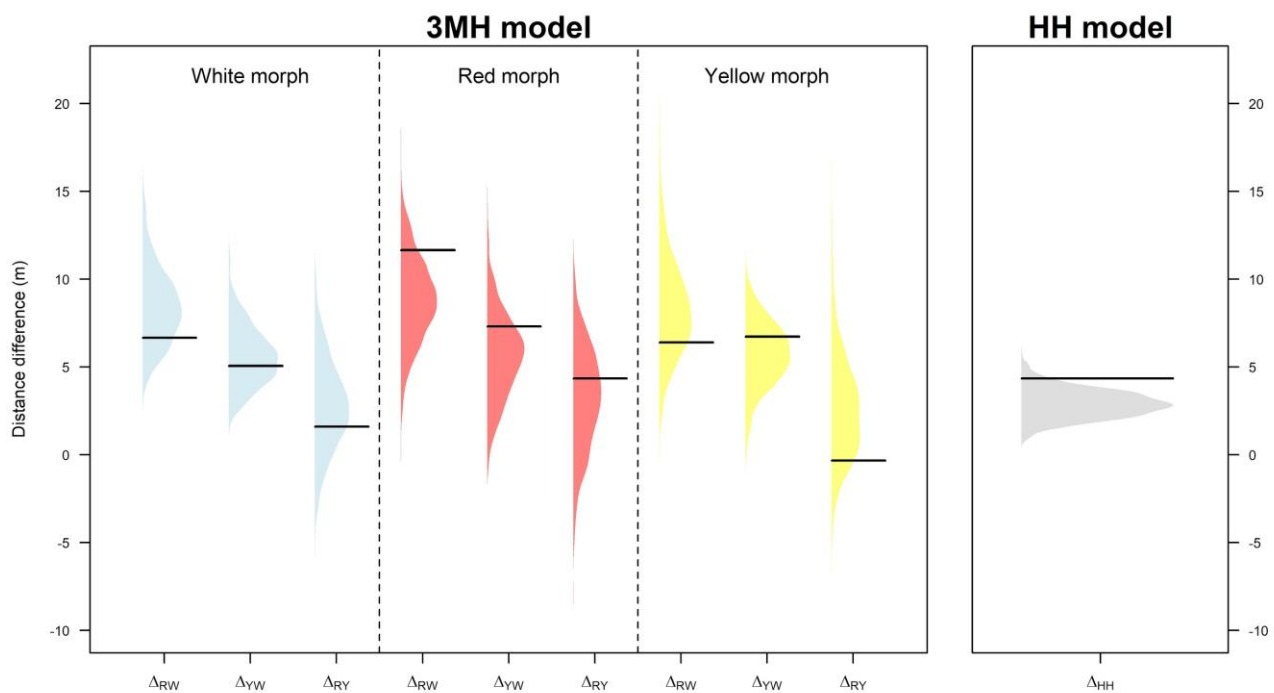 3MH model
HH model
White morph
Red morph
Yellow morph
Distance difference (m)
20
15
10
5
0
-5
-10
20
15
10
5
0
-5
-10
ΔRW ΔYW ΔRY ΔRW ΔYW ΔRY ΔRW ΔYW ΔRY
ΔHH